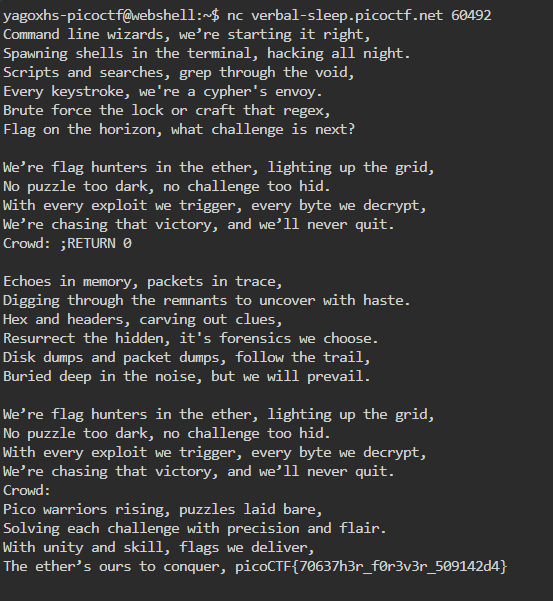 yagoxhs-picoctf@webshell:~$ nc verbal-sleep.picoctf.net 60492
Command line wizards, we’re starting it right,
Spawning shells in the terminal, hacking all night.
Scripts and searches, grep through the void,
Every keystroke, we're a cypher's envoy.
Brute force the lock or craft that regex,
Flag on the horizon, what challenge is next?

We’re flag hunters in the ether, lighting up the grid,
No puzzle too dark, no challenge too hid.
With every exploit we trigger, every byte we decrypt,
We’re chasing that victory, and we’ll never quit.
Crowd: ;RETURN 0

Echoes in memory, packets in trace,
Digging through the remnants to uncover with haste.
Hex and headers, carving out clues,
Resurrect the hidden, it's forensics we choose.
Disk dumps and packet dumps, follow the trail,
Buried deep in the noise, but we will prevail.

We’re flag hunters in the ether, lighting up the grid,
No puzzle too dark, no challenge too hid.
With every exploit we trigger, every byte we decrypt,
We’re chasing that victory, and we’ll never quit.
Crowd:
Pico warriors rising, puzzles laid bare,
Solving each challenge with precision and flair.
With unity and skill, flags we deliver,
The ether’s ours to conquer, picoCTF{70637h3r_f0r3v3r_509142d4}